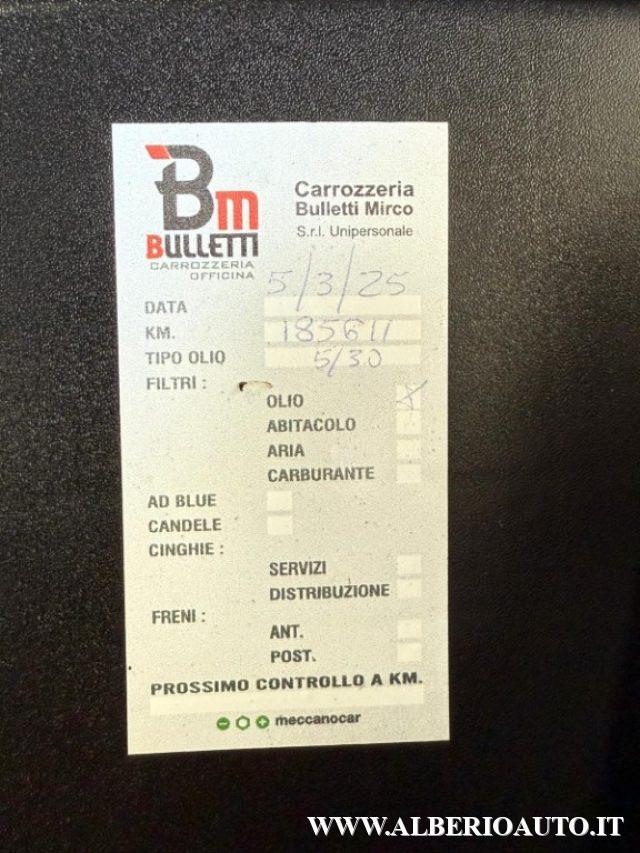 Bm
BULLETTI
CARROZZERIA
OFFICINA
Carrozzeria
Bulletti Mirco
S.r.l. Unipersonale
DATA 5/3/25
KM. 185611
TIPO OLIO 5/30
FILTRI :
OLIO X
ABITACOLO
ARIA
CARBURANTE
AD BLUE
CANDELE
CINGHIE :
SERVIZI
DISTRIBUZIONE
FRENI :
ANT.
POST.
PROSSIMO CONTROLLO A KM.
meccanocar
WWW.ALBERIOAUTO.IT